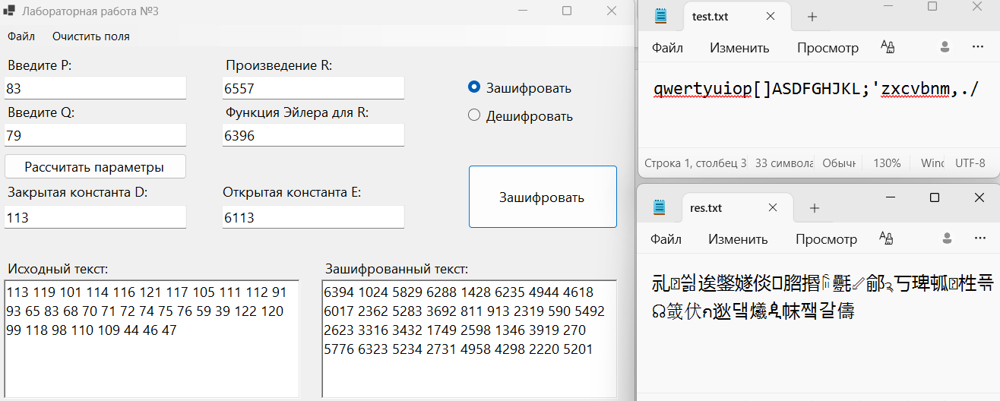 Лабораторная работа №3
Файл Очистить поля
Введите P:
83
Введите Q:
79
Рассчитать параметры
Закрытая константа D:
113
Произведение R:
6557
Функция Эйлера для R:
6396
Открытая константа E:
6113
Зашифровать
Дешифровать
Зашифровать
Исходный текст:
113 119 101 114 116 121 117 105 111 112 91
93 65 83 68 70 71 72 74 75 76 59 39 122 120
99 118 98 110 109 44 46 47
Зашифрованный текст:
6394 1024 5829 6288 1428 6235 4944 4618
6017 2362 5283 3692 811 913 2319 590 5492
2623 3316 3432 1749 2598 1346 3919 270
5776 6323 5234 2731 4958 4298 2220 5201
test.txt
Файл Изменить Просмотр
qwertyuiop[]ASDFGHJKL;'zxcvbnm,./
Строка 1, столбец 3 33 символа Обычн 130% Winc UTF-8
res.txt
Файл Изменить Просмотр